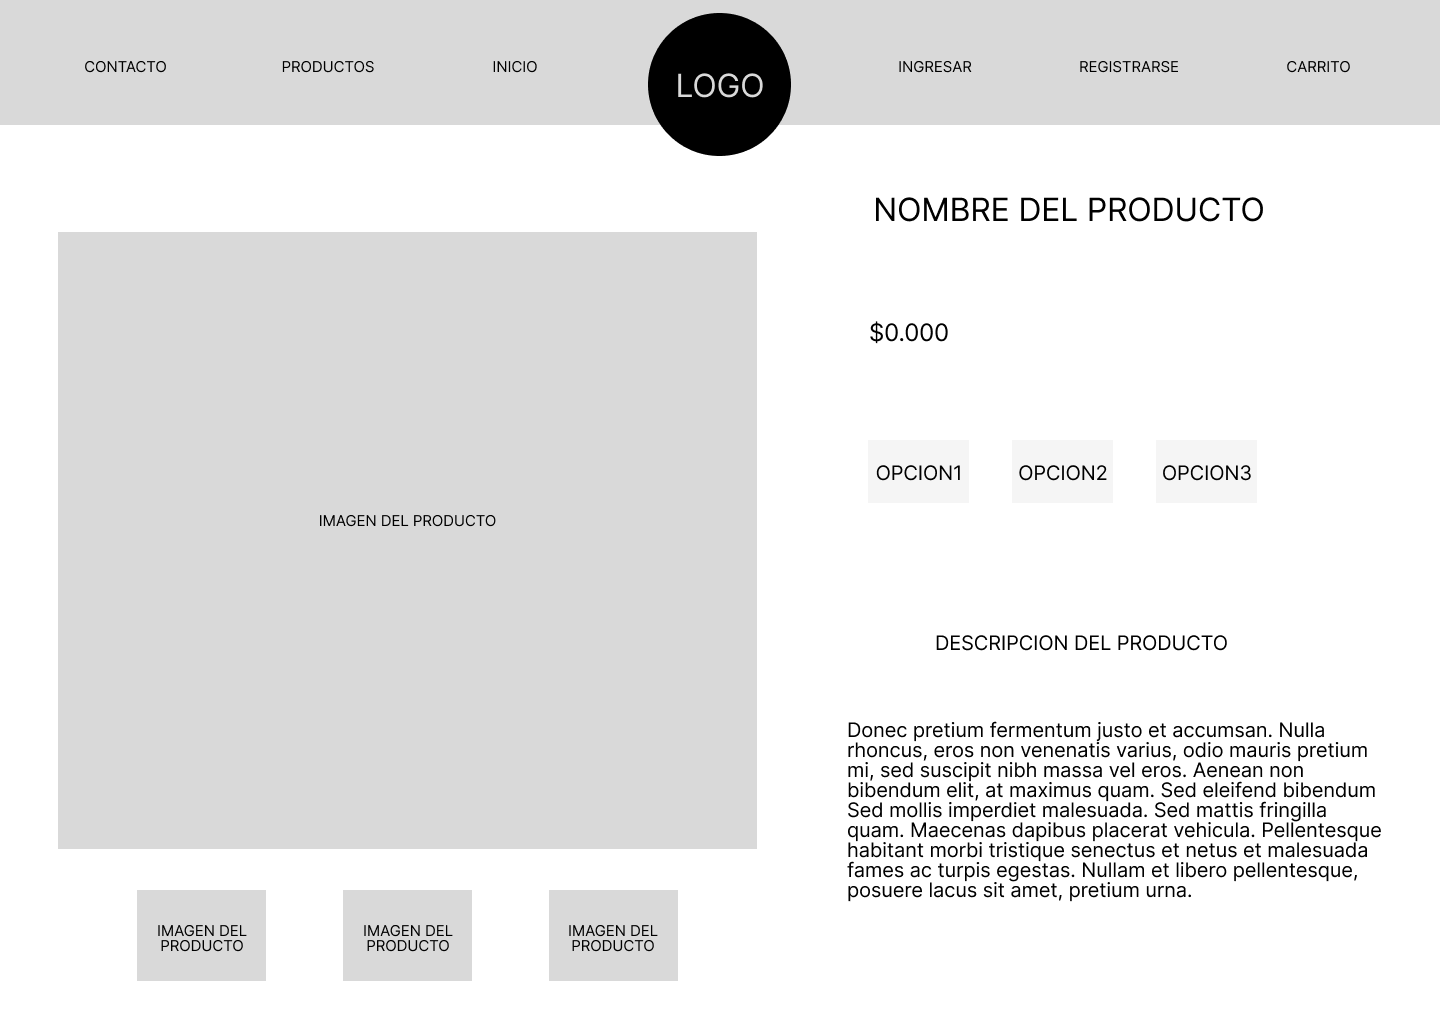 CONTACTO
PRODUCTOS
INICIO
LOGO
INGRESAR
REGISTRARSE
CARRITO
NOMBRE DEL PRODUCTO
$0.000
OPCION1
OPCION2
OPCION3
IMAGEN DEL PRODUCTO
DESCRIPCION DEL PRODUCTO
Donec pretium fermentum justo et accumsan. Nulla
rhoncus, eros non venenatis varius, odio mauris pretium
mi, sed suscipit nibh massa vel eros. Aenean non
bibendum elit, at maximus quam. Sed eleifend bibendum
Sed mollis imperdiet malesuada. Sed mattis fringilla
quam. Maecenas dapibus placerat vehicula. Pellentesque
habitant morbi tristique senectus et netus et malesuada
fames ac turpis egestas. Nullam et libero pellentesque,
posuere lacus sit amet, pretium urna.
IMAGEN DEL
PRODUCTO
IMAGEN DEL
PRODUCTO
IMAGEN DEL
PRODUCTO